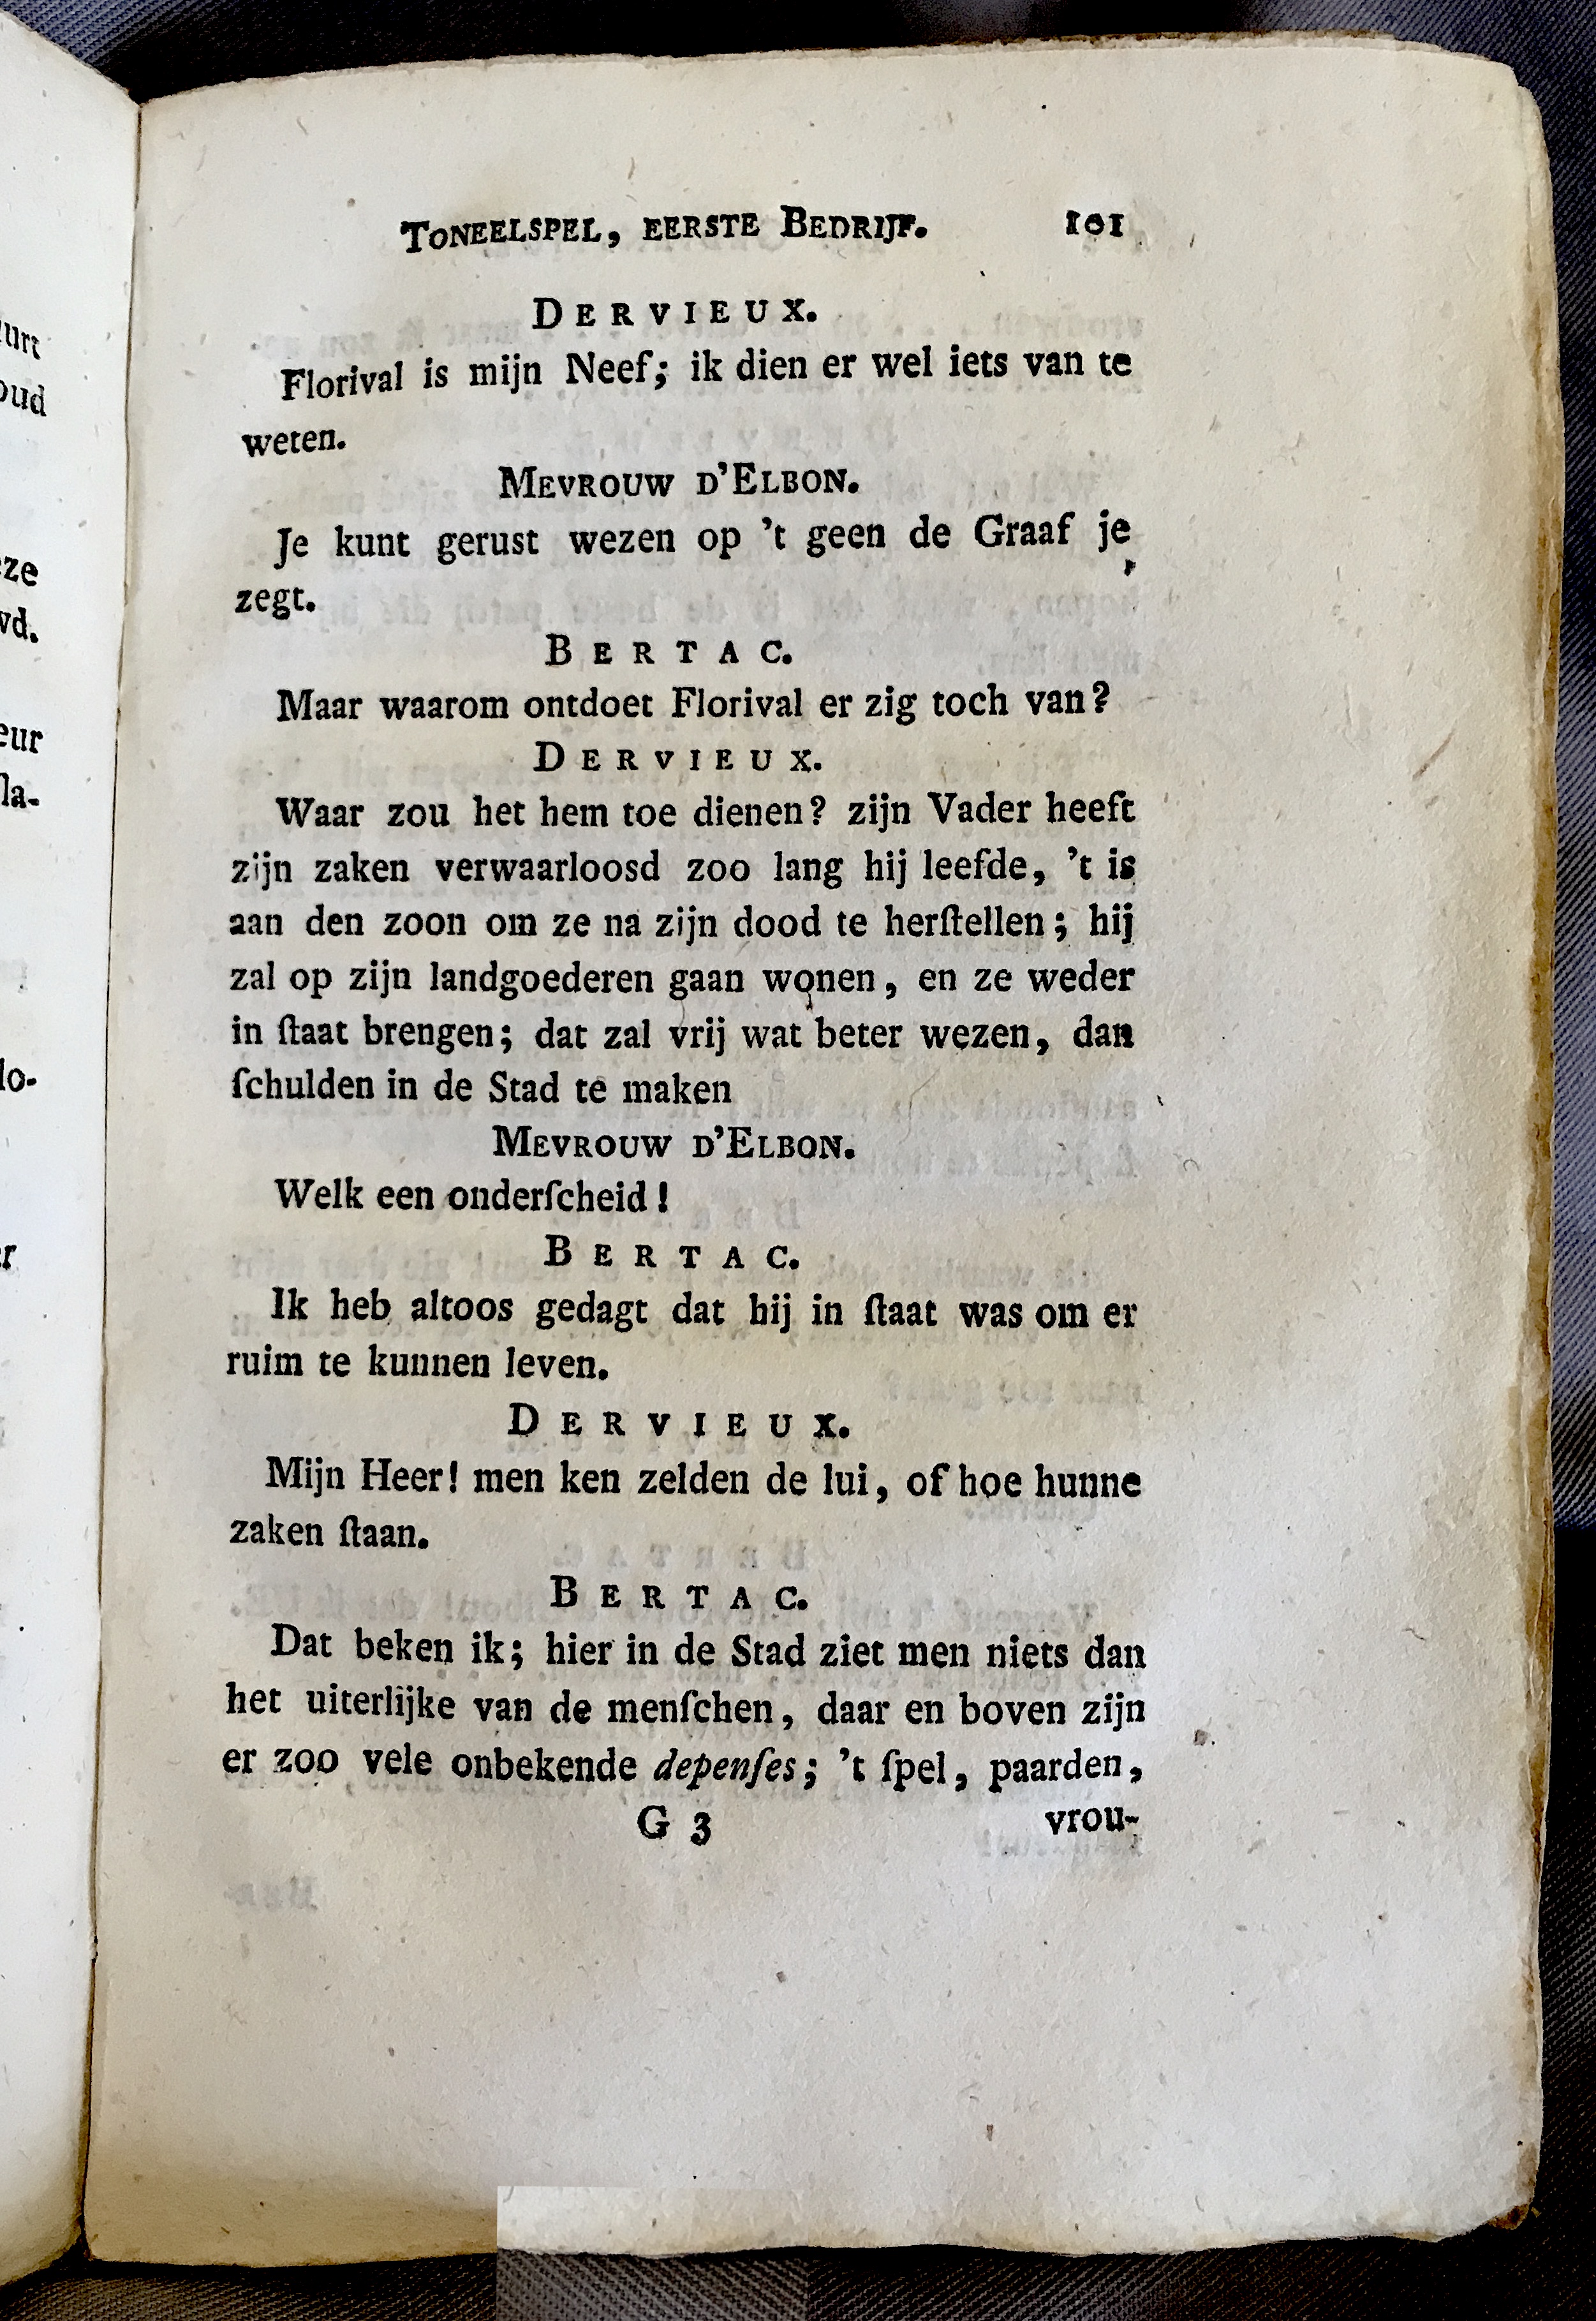 urt
oud
eze
wd.
eur
sla-
lo-
er
TONEELSPEL, EERSTE BEDRIJF. 101
DERVIEUX.
Florival is mijn Neef; ik dien er wel iets van te
weten.
MEVROUW D'ELBON.
Je kunt gerust wezen op 't geen de Graaf je
zegt.
BERTAC.
Maar waarom ontdoet Florival er zig toch van?
DERVIEUX.
Waar zou het hem toe dienen? zijn Vader heeft
zijn zaken verwaarloosd zoo lang hij leefde, 't is
aan den zoon om ze na zijn dood te herſtellen; hij
zal op zijn landgoederen gaan wonen, en ze weder
in ſtaat brengen; dat zal vrij wat beter wezen, dan
ſchulden in de Stad te maken
MEVROUW D'ELBON.
Welk een onderſcheid!
BERTAC.
Ik heb altoos gedagt dat hij in ſtaat was om er
ruim te kunnen leven.
DERVIEUX.
Mijn Heer! men ken zelden de lui, of hoe hunne
zaken ſtaan.
BERTAC.
Dat beken ik; hier in de Stad ziet men niets dan
het uiterlijke van de menſchen, daar en boven zijn
er zoo vele onbekende depenſes; 't ſpel, paarden,
G 3 vrou-